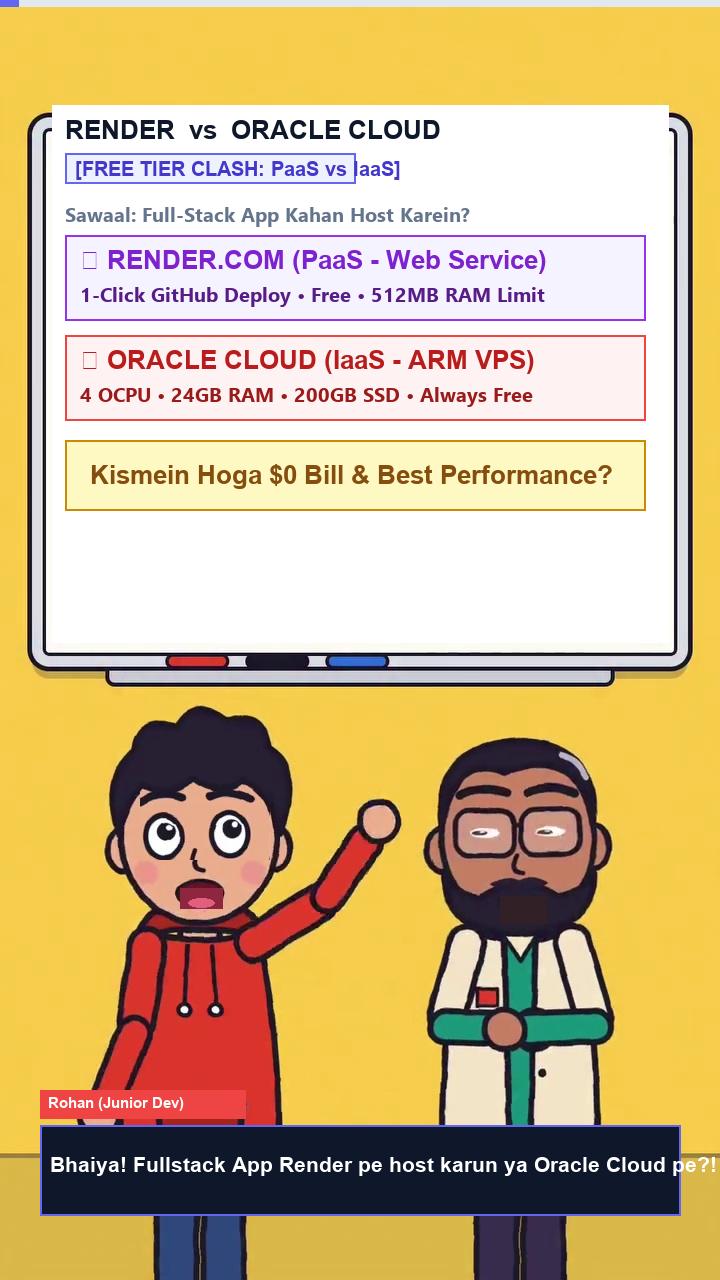 RENDER vs ORACLE CLOUD
[FREE TIER CLASH: PaaS vs IaaS]
Sawaal: Full-Stack App Kahan Host Karein?
RENDER.COM (PaaS - Web Service)
1-Click GitHub Deploy • Free • 512MB RAM Limit
ORACLE CLOUD (IaaS - ARM VPS)
4 OCPU • 24GB RAM • 200GB SSD • Always Free
Kismein Hoga $0 Bill & Best Performance?
Rohan (Junior Dev)
Bhaiya! Fullstack App Render pe host karun ya Oracle Cloud pe?!